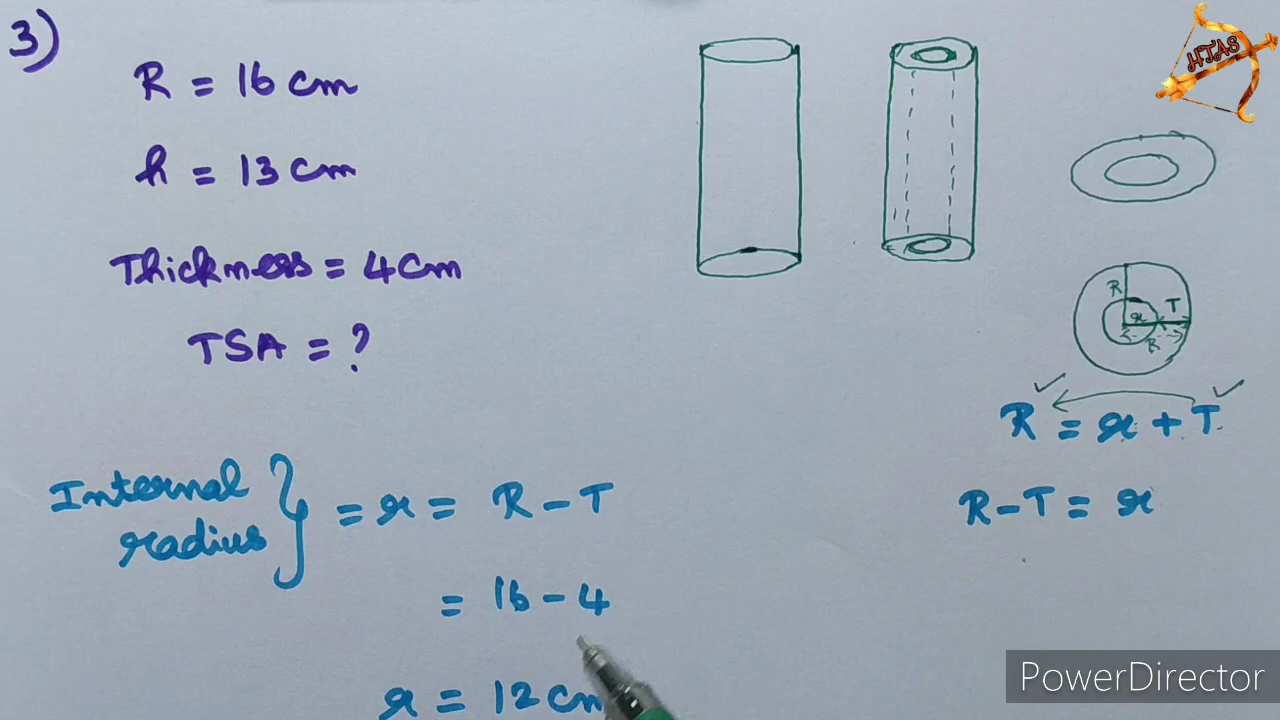 3)
R = 16 cm
h = 13 cm
Thickness = 4 cm
TSA = ?
Internal radius } = r = R - T
= 16 - 4
r = 12 cm
HTAS
R
r
T
R
R = r + T
R - T = r
PowerDirector